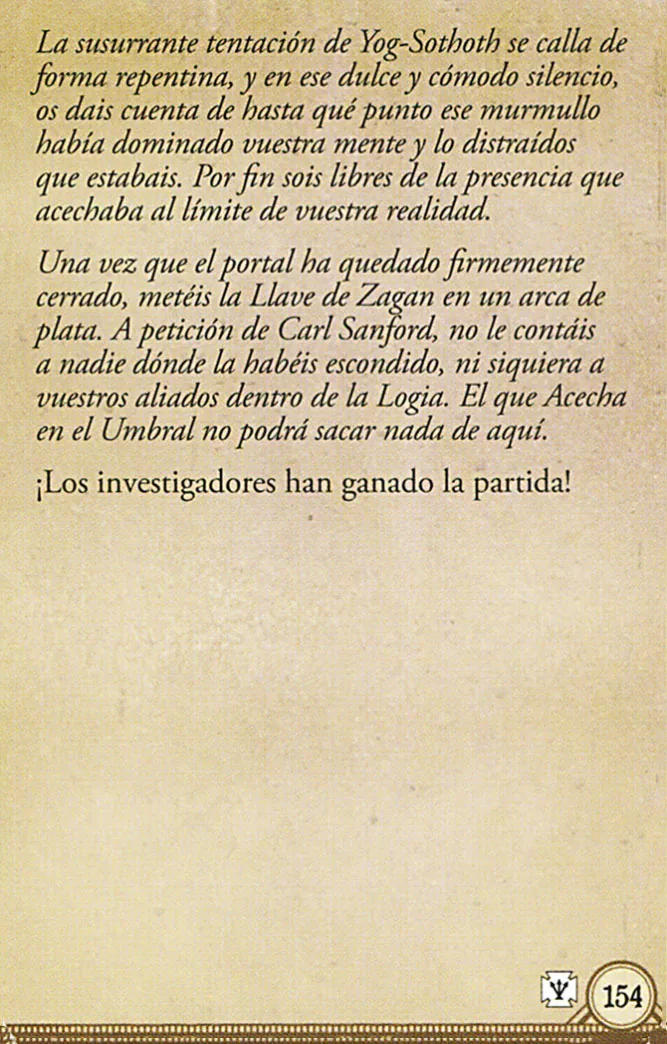 La susurrante tentación de Yog-Sothoth se calla de
forma repentina, y en ese dulce y cómodo silencio,
os dais cuenta de hasta qué punto ese murmullo
había dominado vuestra mente y lo distraídos
que estabais. Por fin sois libres de la presencia que
acechaba al límite de vuestra realidad.
Una vez que el portal ha quedado firmemente
cerrado, metéis la Llave de Zagan en un arca de
plata. A petición de Carl Sanford, no le contáis
a nadie dónde la habéis escondido, ni siquiera a
vuestros aliados dentro de la Logia. El que Acecha
en el Umbral no podrá sacar nada de aquí.
¡Los investigadores han ganado la partida!
154